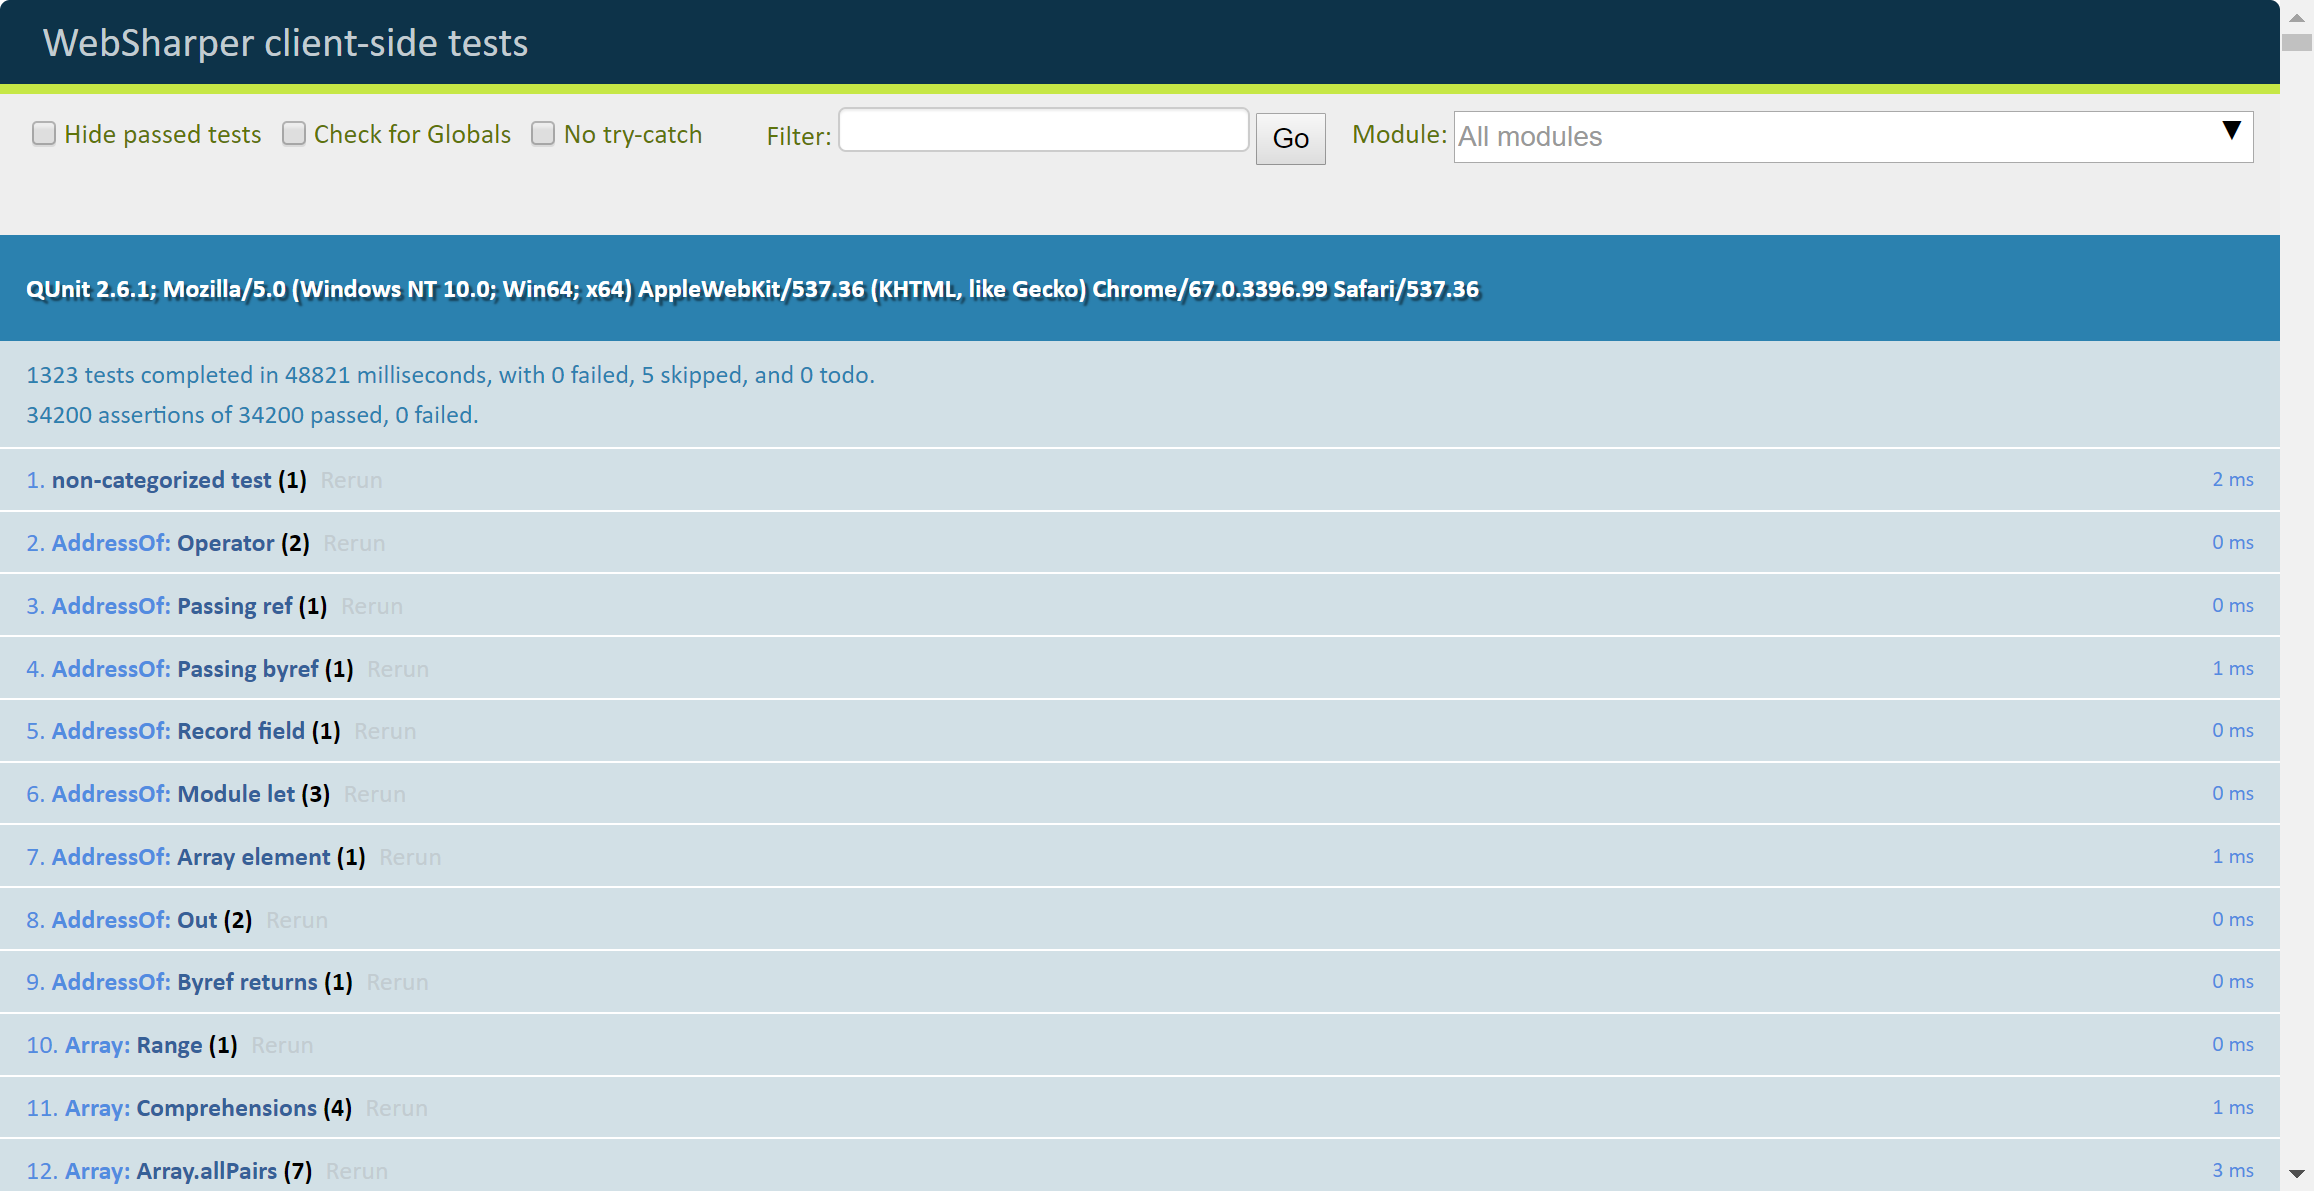 WebSharper client-side tests
Hide passed tests Check for Globals No try-catch Filter: Go Module: All modules ▼
QUnit 2.6.1; Mozilla/5.0 (Windows NT 10.0; Win64; x64) AppleWebKit/537.36 (KHTML, like Gecko) Chrome/67.0.3396.99 Safari/537.36
1323 tests completed in 48821 milliseconds, with 0 failed, 5 skipped, and 0 todo.
34200 assertions of 34200 passed, 0 failed.
1. non-categorized test (1) Rerun 2 ms
2. AddressOf: Operator (2) Rerun 0 ms
3. AddressOf: Passing ref (1) Rerun 0 ms
4. AddressOf: Passing byref (1) Rerun 1 ms
5. AddressOf: Record field (1) Rerun 0 ms
6. AddressOf: Module let (3) Rerun 0 ms
7. AddressOf: Array element (1) Rerun 1 ms
8. AddressOf: Out (2) Rerun 0 ms
9. AddressOf: Byref returns (1) Rerun 0 ms
10. Array: Range (1) Rerun 0 ms
11. Array: Comprehensions (4) Rerun 1 ms
12. Array: Array.allPairs (7) Rerun 3 ms